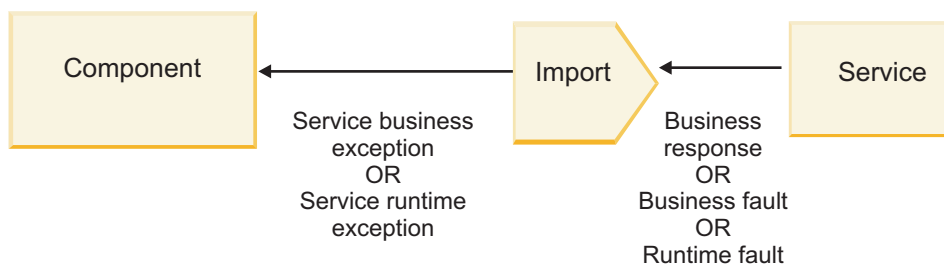 Component
Import
Service
Service business
exception
OR
Service runtime
exception
Business
response
OR
Business fault
OR
Runtime fault